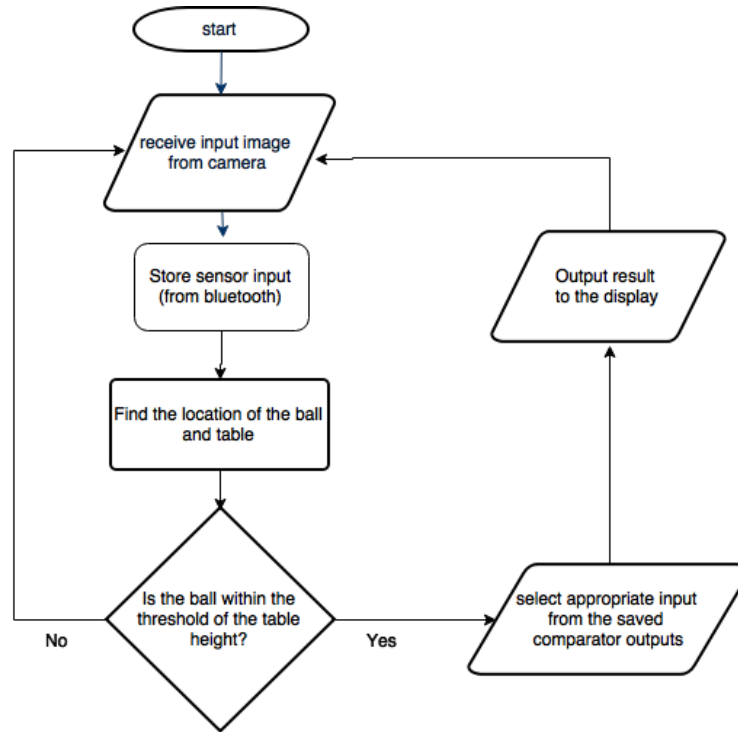 start
receive input image
from camera
Store sensor input
(from bluetooth)
Find the location of the ball
and table
Is the ball within the
threshold of the table
height?
No
Yes
select appropriate input
from the saved
comparator outputs
Output result
to the display